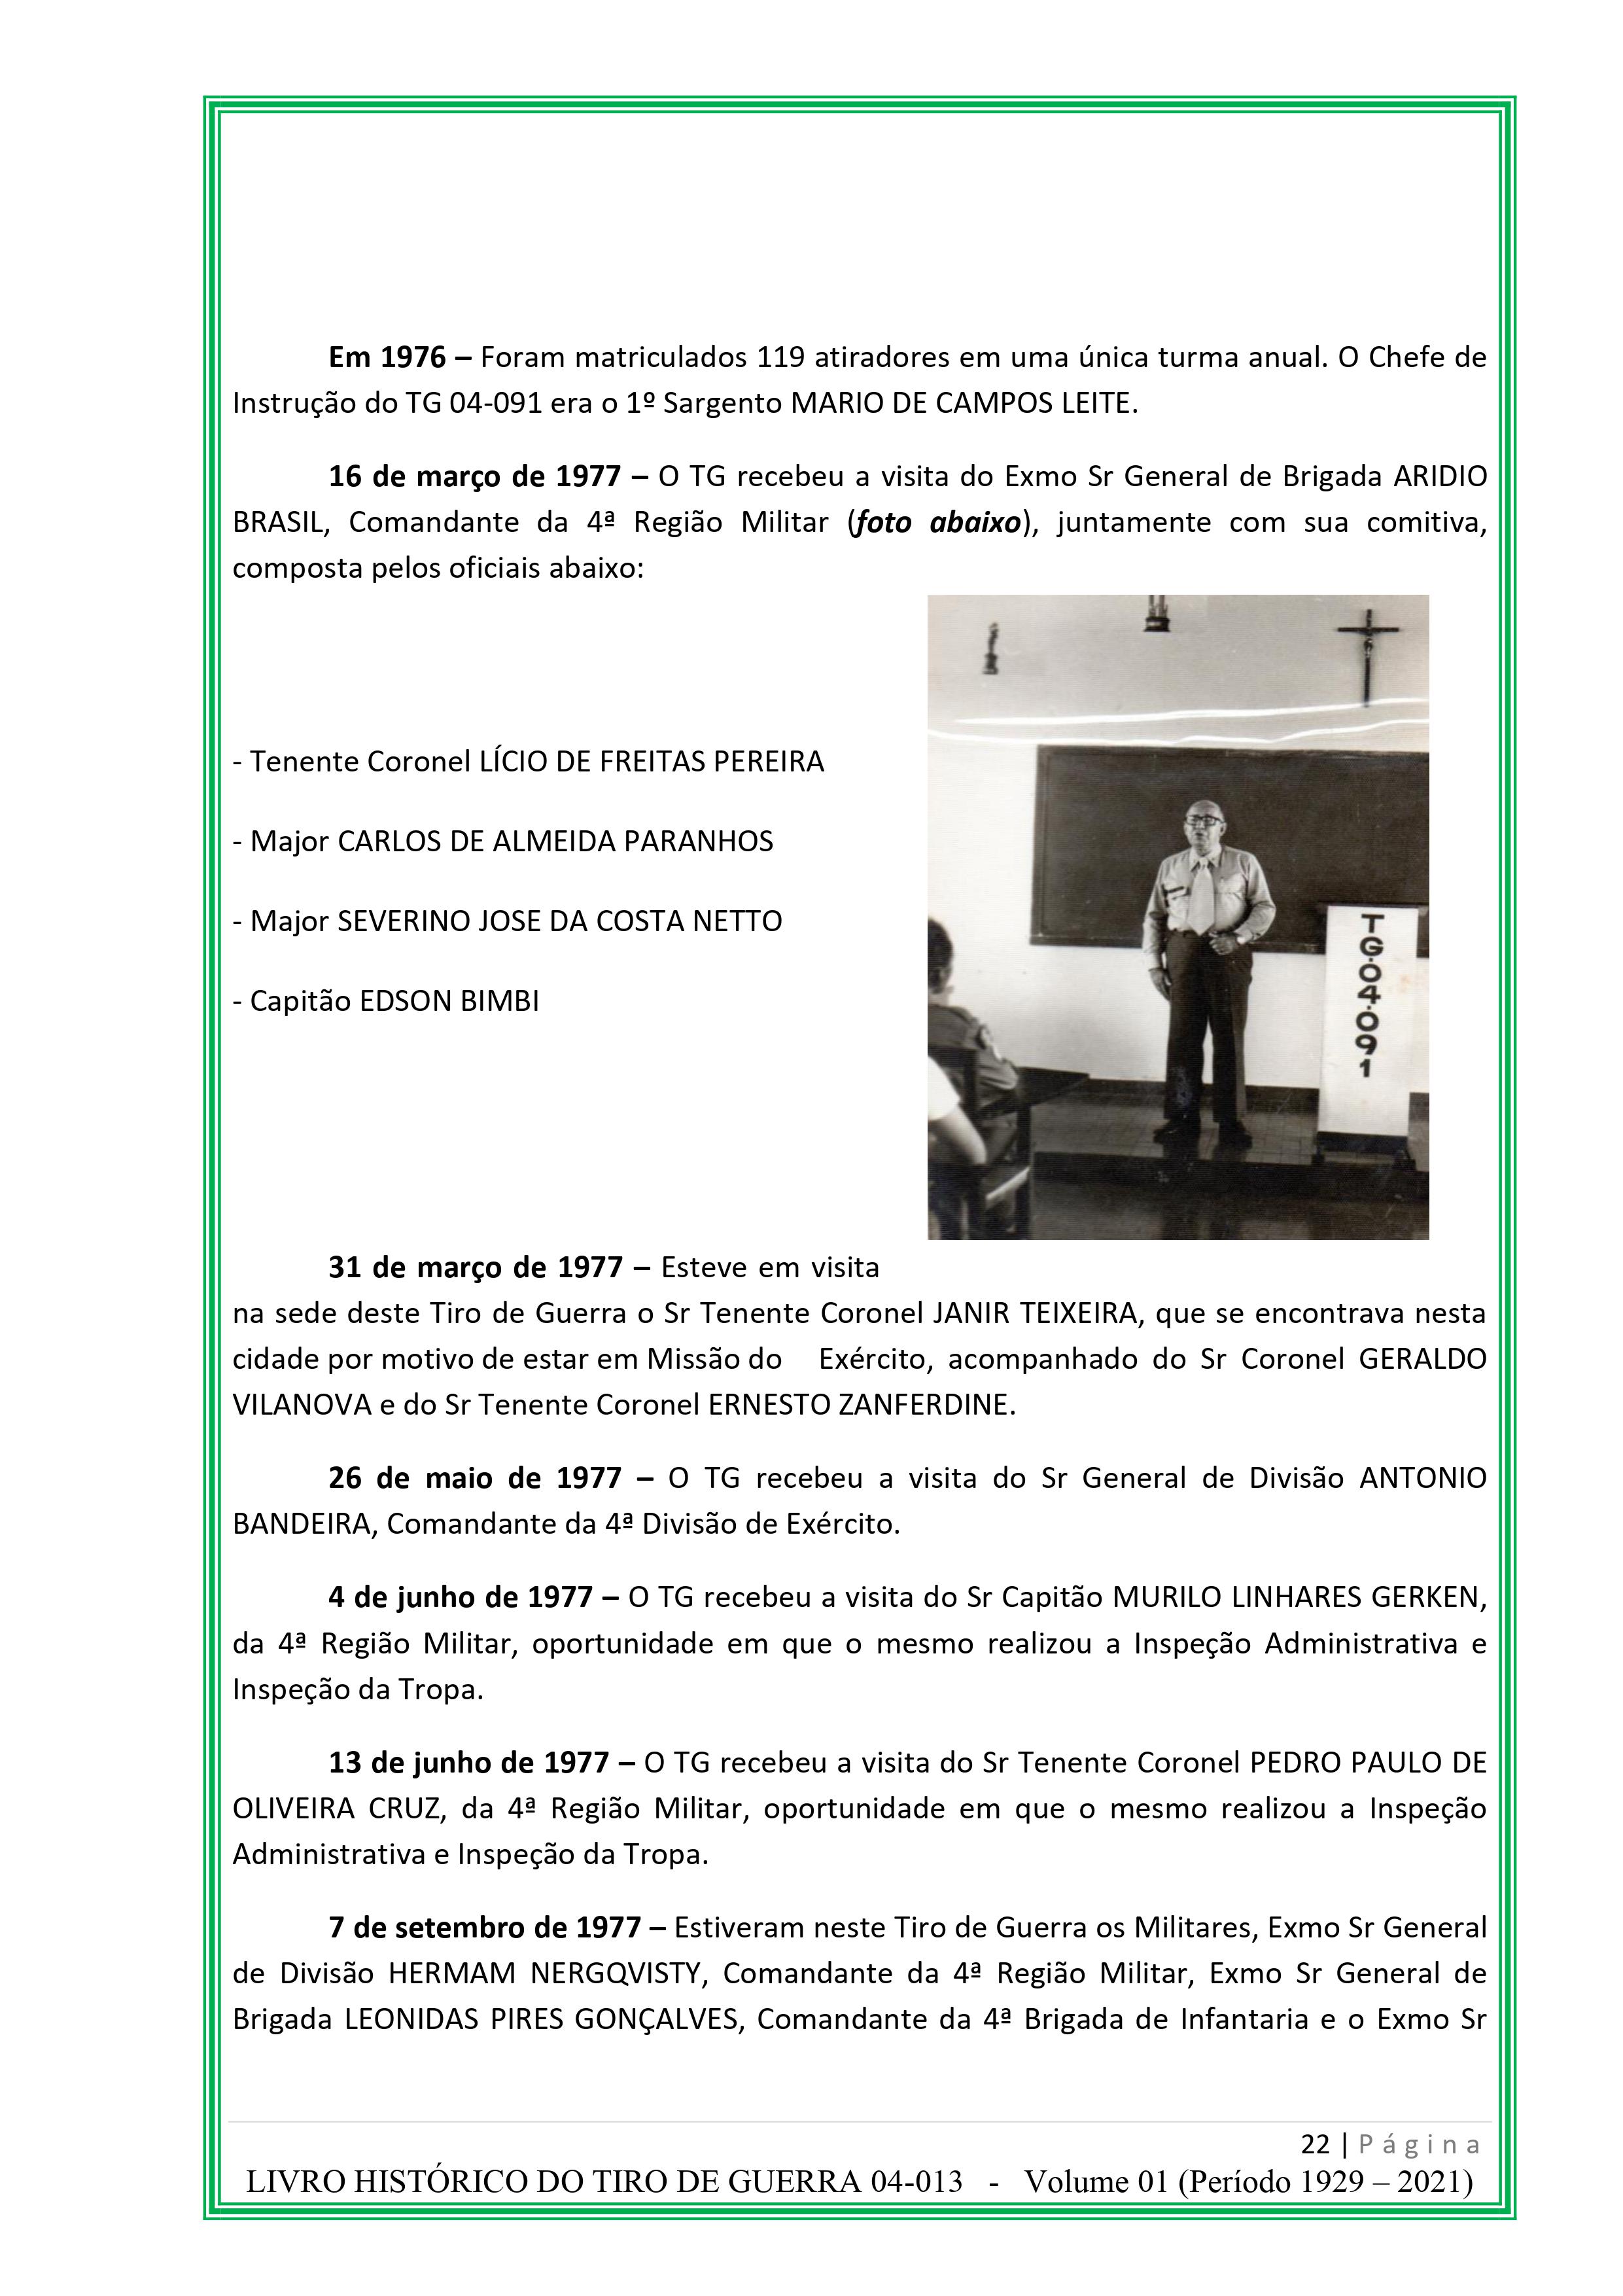 Em 1976 – Foram matriculados 119 atiradores em uma única turma anual. O Chefe de
Instrução do TG 04-091 era o 1º Sargento MARIO DE CAMPOS LEITE.
16 de março de 1977 – O TG recebeu a visita do Exmo Sr General de Brigada ARIDIO
BRASIL, Comandante da 4ª Região Militar (foto abaixo), juntamente com sua comitiva,
composta pelos oficiais abaixo:
- Tenente Coronel LÍCIO DE FREITAS PEREIRA
- Major CARLOS DE ALMEIDA PARANHOS
- Major SEVERINO JOSE DA COSTA NETTO
- Capitão EDSON BIMBI
TG.04.091
31 de março de 1977 – Esteve em visita
na sede deste Tiro de Guerra o Sr Tenente Coronel JANIR TEIXEIRA, que se encontrava nesta
cidade por motivo de estar em Missão do Exército, acompanhado do Sr Coronel GERALDO
VILANOVA e do Sr Tenente Coronel ERNESTO ZANFERDINE.
26 de maio de 1977 – O TG recebeu a visita do Sr General de Divisão ANTONIO
BANDEIRA, Comandante da 4ª Divisão de Exército.
4 de junho de 1977 – O TG recebeu a visita do Sr Capitão MURILO LINHARES GERKEN,
da 4ª Região Militar, oportunidade em que o mesmo realizou a Inspeção Administrativa e
Inspeção da Tropa.
13 de junho de 1977 – O TG recebeu a visita do Sr Tenente Coronel PEDRO PAULO DE
OLIVEIRA CRUZ, da 4ª Região Militar, oportunidade em que o mesmo realizou a Inspeção
Administrativa e Inspeção da Tropa.
7 de setembro de 1977 – Estiveram neste Tiro de Guerra os Militares, Exmo Sr General
de Divisão HERMAM NERGQVISTY, Comandante da 4ª Região Militar, Exmo Sr General de
Brigada LEONIDAS PIRES GONÇALVES, Comandante da 4ª Brigada de Infantaria e o Exmo Sr
22 | Página
LIVRO HISTÓRICO DO TIRO DE GUERRA 04-013 - Volume 01 (Período 1929 – 2021)